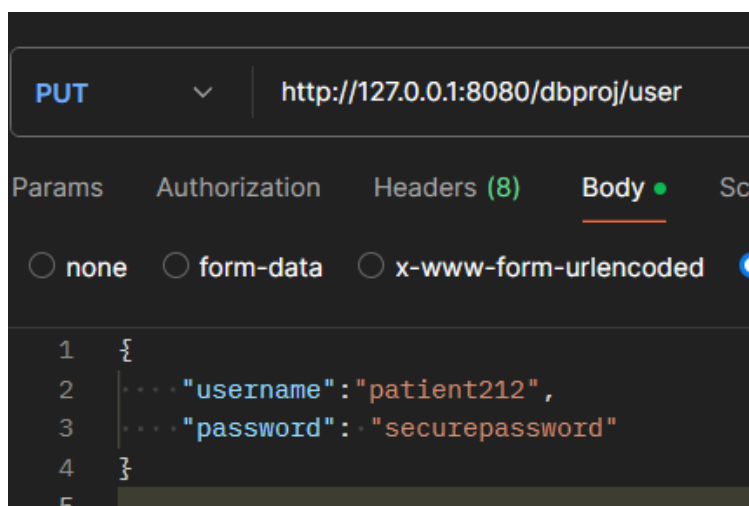 PUT http://127.0.0.1:8080/dbproj/user
Params Authorization Headers (8) Body Sc
none form-data x-www-form-urlencoded
1 {
2 "username":"patient212",
3 "password": "securepassword"
4 }
5